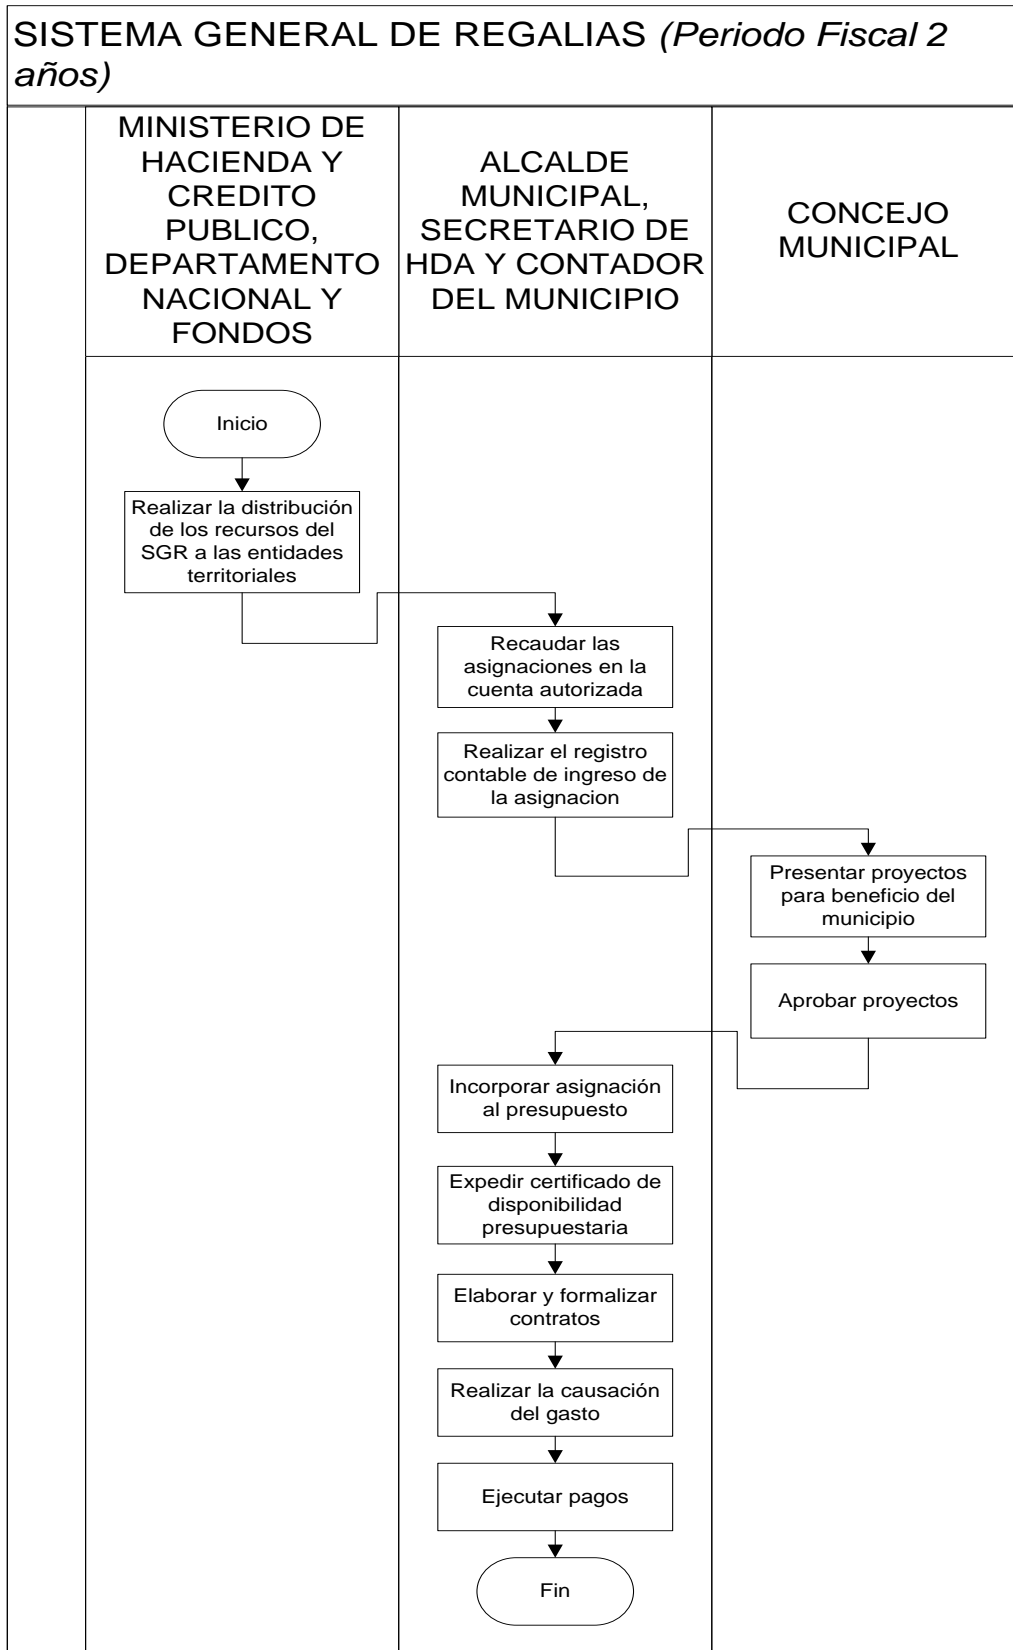 SISTEMA GENERAL DE REGALIAS (Periodo Fiscal 2
años)
MINISTERIO DE
HACIENDA Y
CREDITO
PUBLICO,
DEPARTAMENTO
NACIONAL Y
FONDOS
ALCALDE
MUNICIPAL,
SECRETARIO DE
HDA Y CONTADOR
DEL MUNICIPIO
CONCEJO
MUNICIPAL
Inicio
Realizar la distribución
de los recursos del
SGR a las entidades
territoriales
Recaudar las
asignaciones en la
cuenta autorizada
Realizar el registro
contable de ingreso de
la asignacion
Presentar proyectos
para beneficio del
municipio
Aprobar proyectos
Incorporar asignación
al presupuesto
Expedir certificado de
disponibilidad
presupuestaria
Elaborar y formalizar
contratos
Realizar la causación
del gasto
Ejecutar pagos
Fin